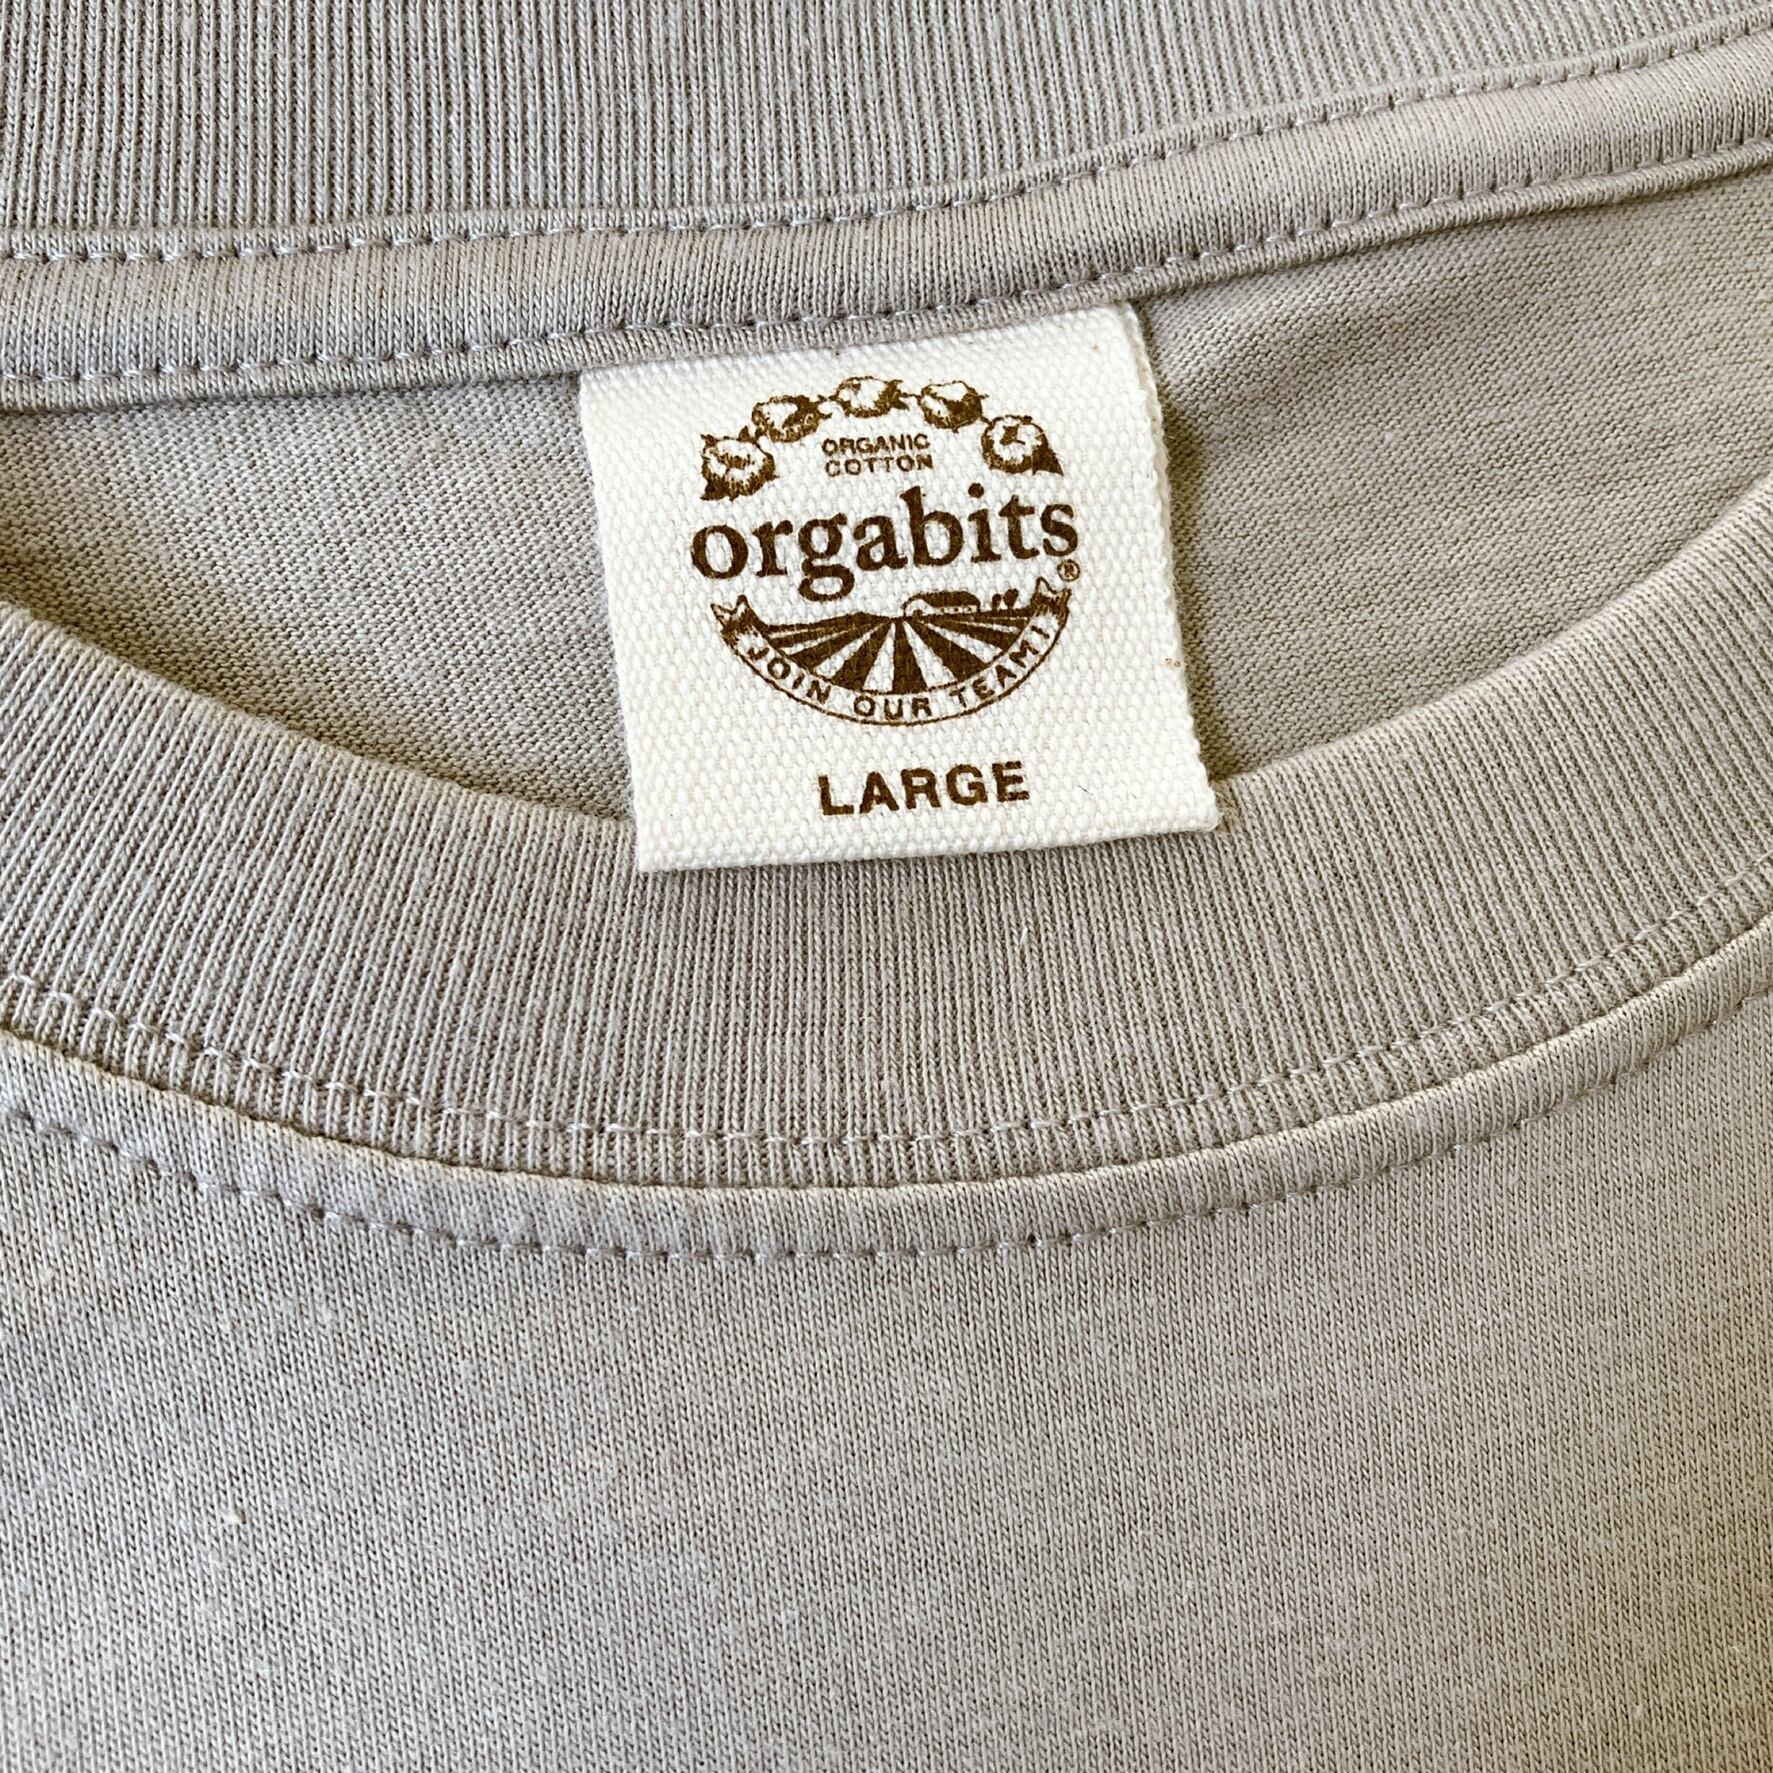 ORGANIC
COTTON
orgabits®
JOIN OUR TEAM!
LARGE